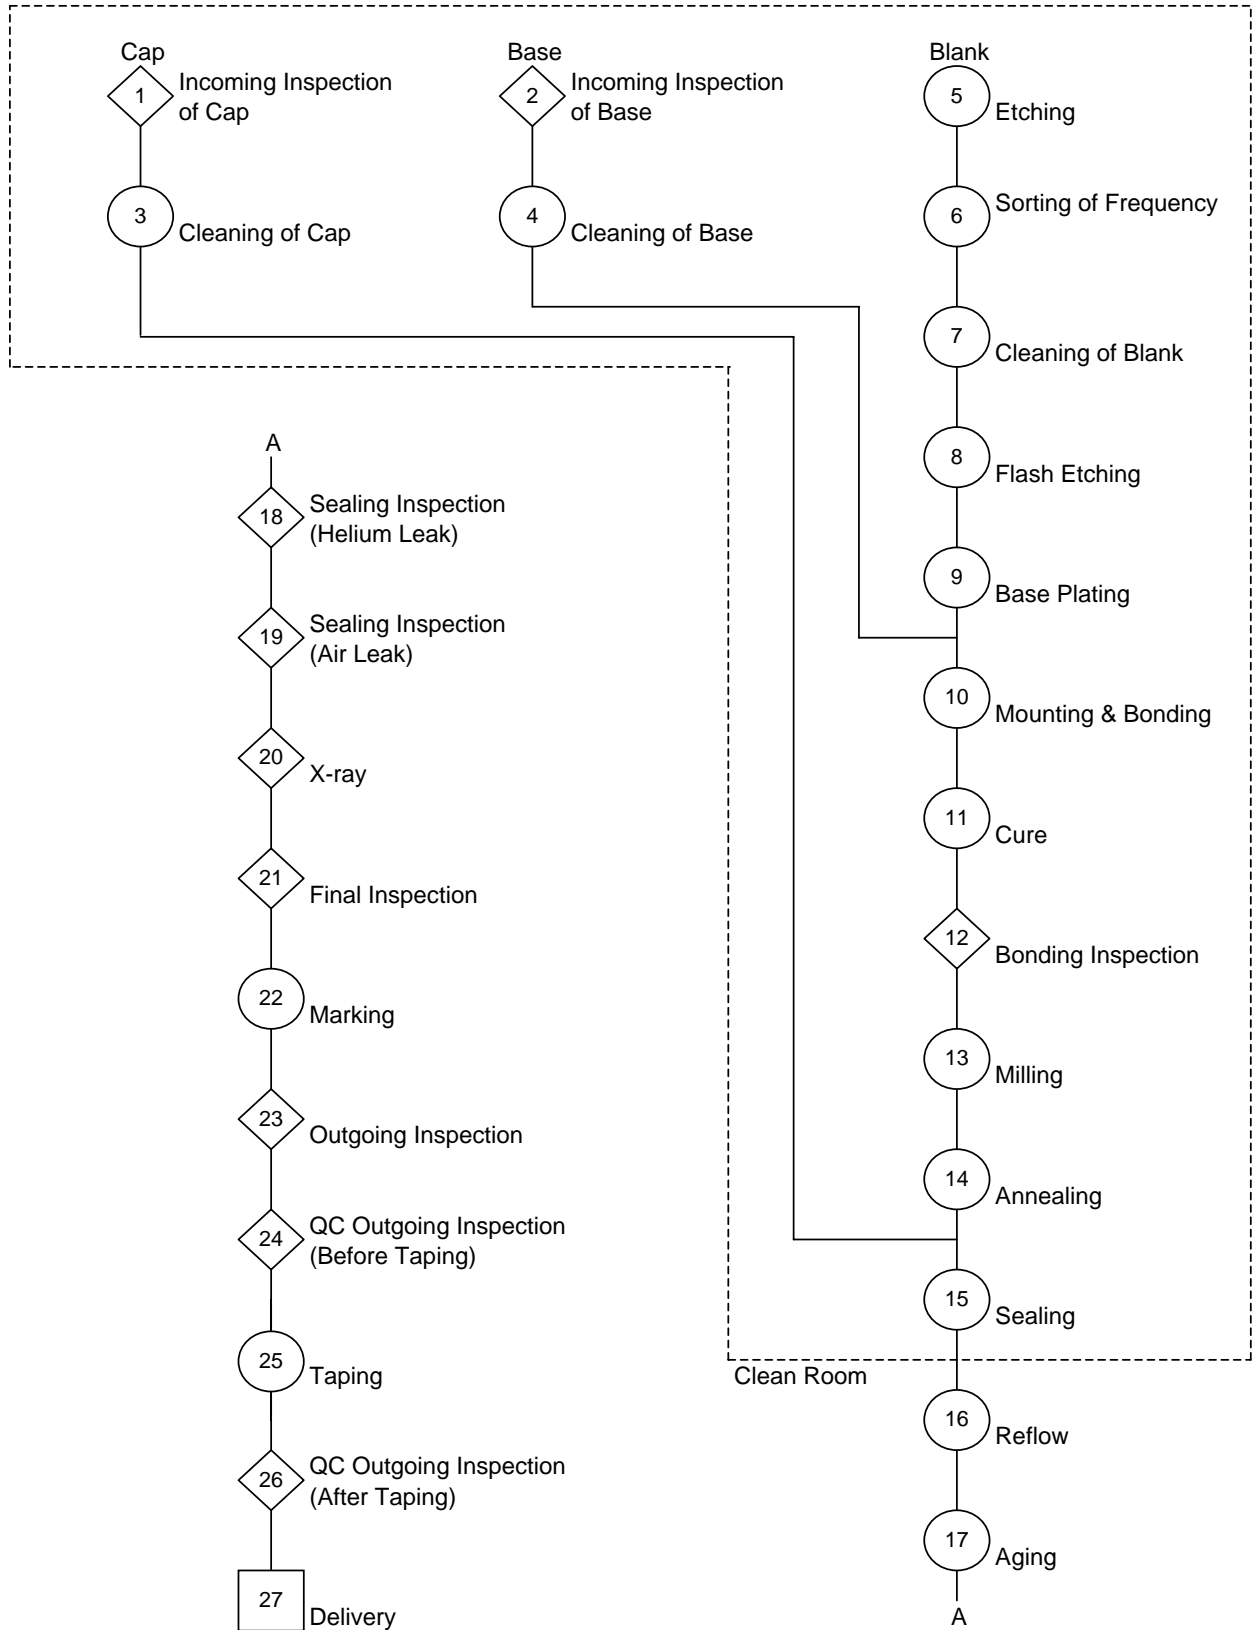 Cap
1
Incoming Inspection
of Cap
3
Cleaning of Cap
Base
2
Incoming Inspection
of Base
4
Cleaning of Base
Blank
5
Etching
6
Sorting of Frequency
7
Cleaning of Blank
8
Flash Etching
9
Base Plating
10
Mounting & Bonding
11
Cure
12
Bonding Inspection
13
Milling
14
Annealing
15
Sealing
Clean Room
16
Reflow
17
Aging
A
A
18
Sealing Inspection
(Helium Leak)
19
Sealing Inspection
(Air Leak)
20
X-ray
21
Final Inspection
22
Marking
23
Outgoing Inspection
24
QC Outgoing Inspection
(Before Taping)
25
Taping
26
QC Outgoing Inspection
(After Taping)
27
Delivery